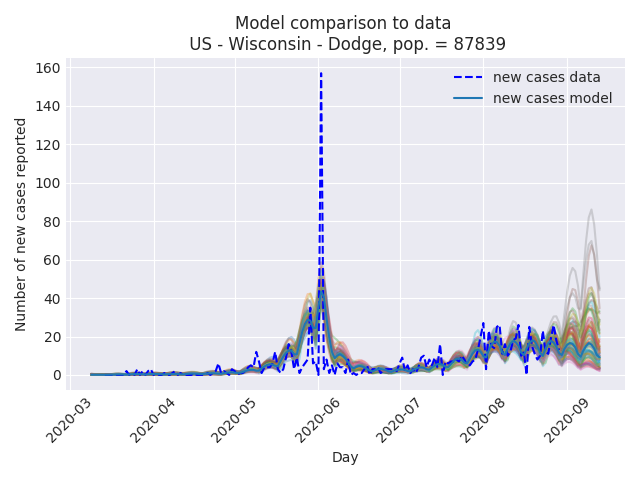 Model comparison to data
US - Wisconsin - Dodge, pop. = 87839
new cases data
new cases model
Number of new cases reported
160
140
120
100
80
60
40
20
0
2020-03
2020-04
2020-05
2020-06
2020-07
2020-08
2020-09
Day